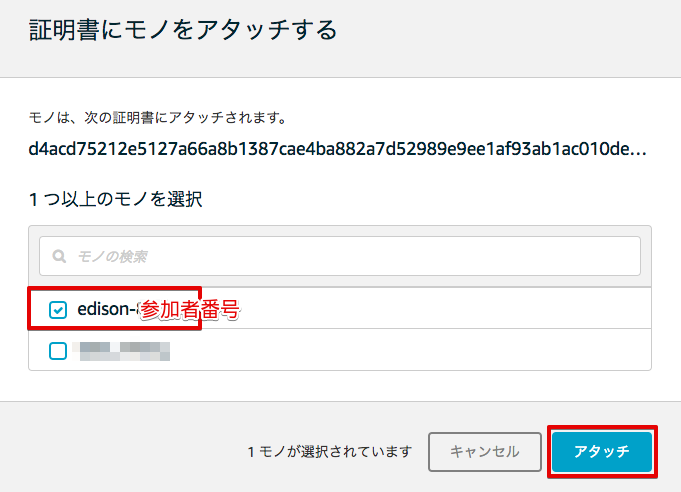 証明書にモノをアタッチする
モノは、次の証明書にアタッチされます。
d4acd75212e5127a66a8b1387cae4ba882a7d52989e9ee1af93ab1ac010de...
1 つ以上のモノを選択
モノの検索
edison-参加者番号
1 モノが選択されています
キャンセル
アタッチ